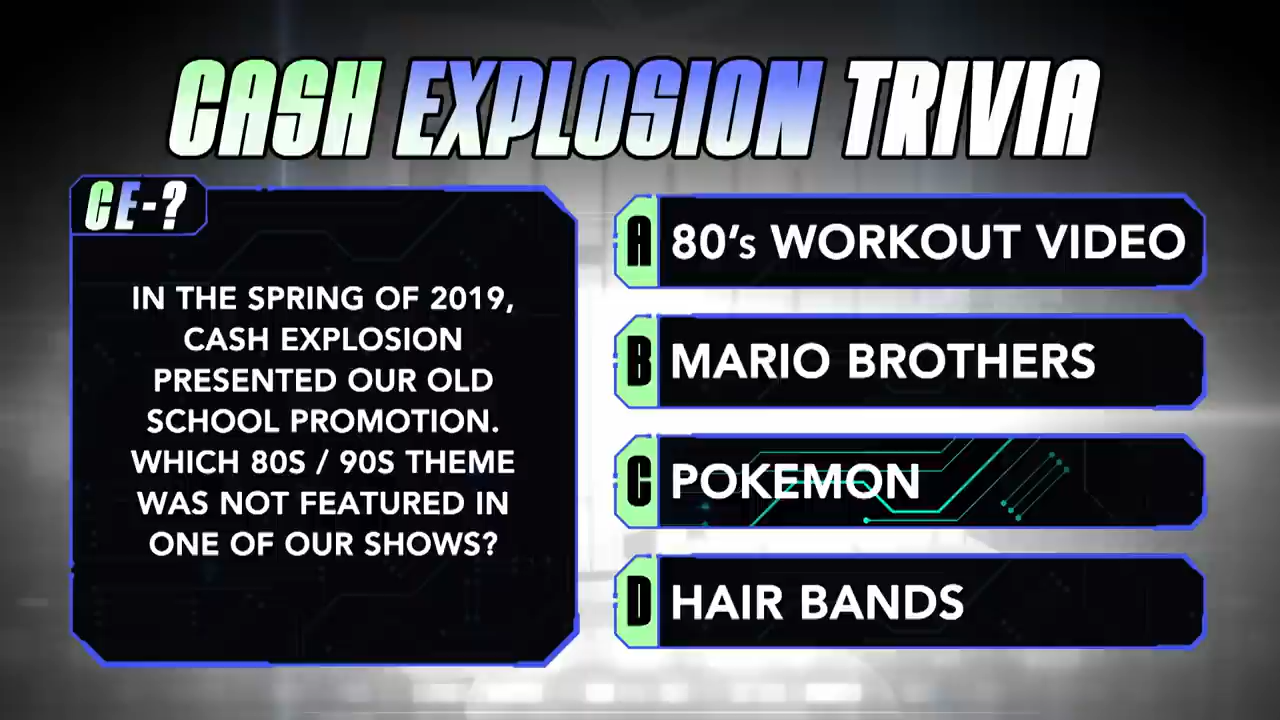 CASH EXPLOSION TRIVIA
CE-?
IN THE SPRING OF 2019,
CASH EXPLOSION
PRESENTED OUR OLD
SCHOOL PROMOTION.
WHICH 80S / 90S THEME
WAS NOT FEATURED IN
ONE OF OUR SHOWS?
A 80's WORKOUT VIDEO
B MARIO BROTHERS
C POKEMON
D HAIR BANDS